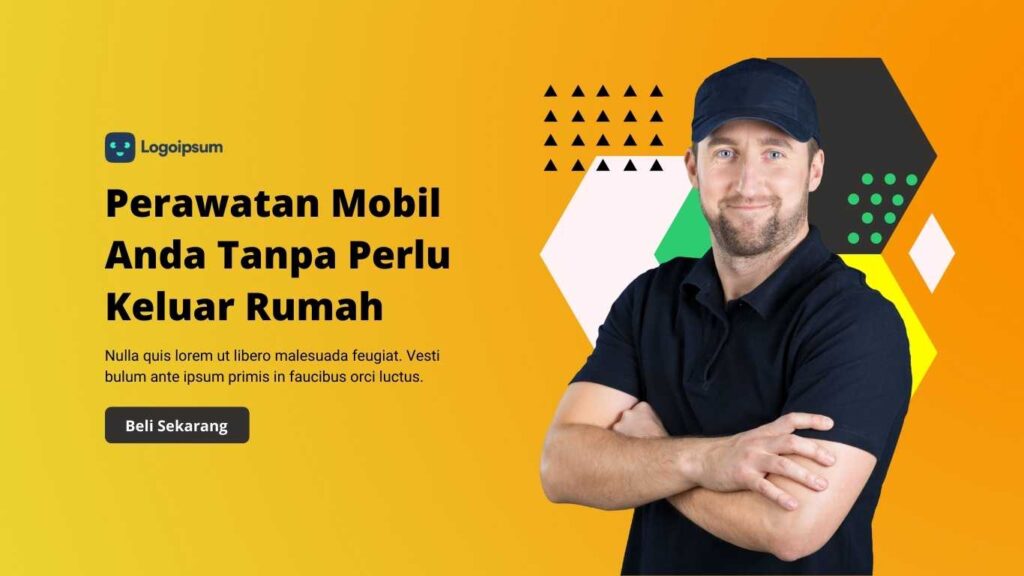 Logoipsum
Perawatan Mobil
Anda Tanpa Perlu
Keluar Rumah
Nulla quis lorem ut libero malesuada feugiat. Vesti
bulum ante ipsum primis in faucibus orci luctus.
Beli Sekarang